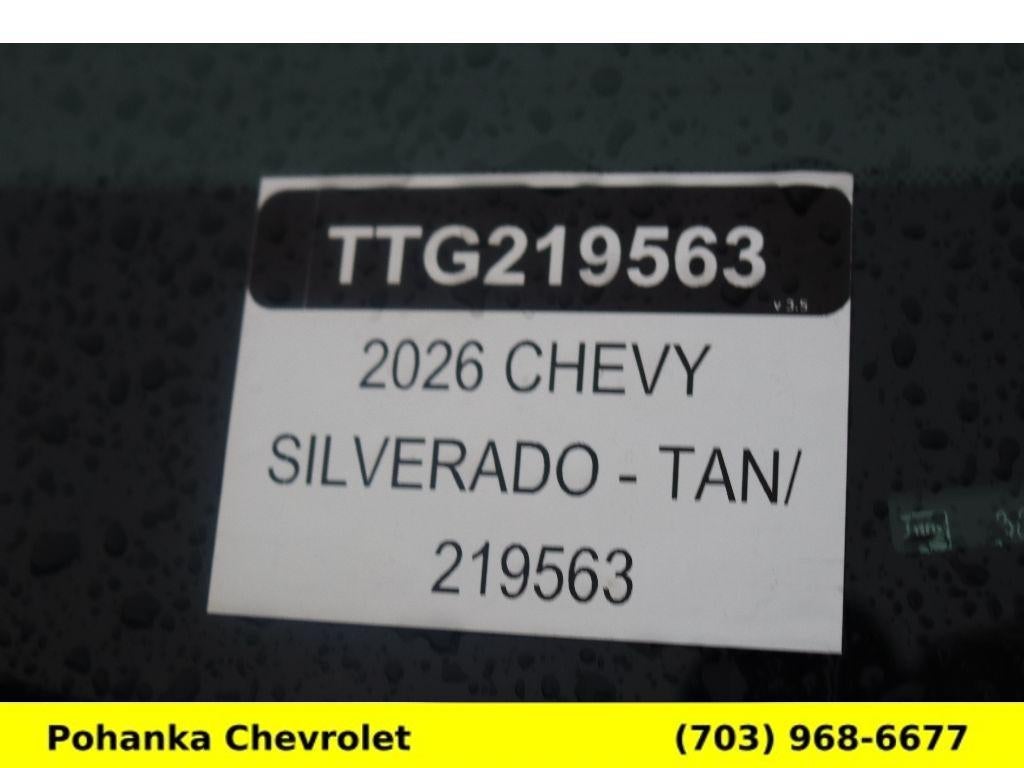 TTG219563
v 3.5
2026 CHEVY
SILVERADO - TAN/
219563
Pohanka Chevrolet (703) 968-6677